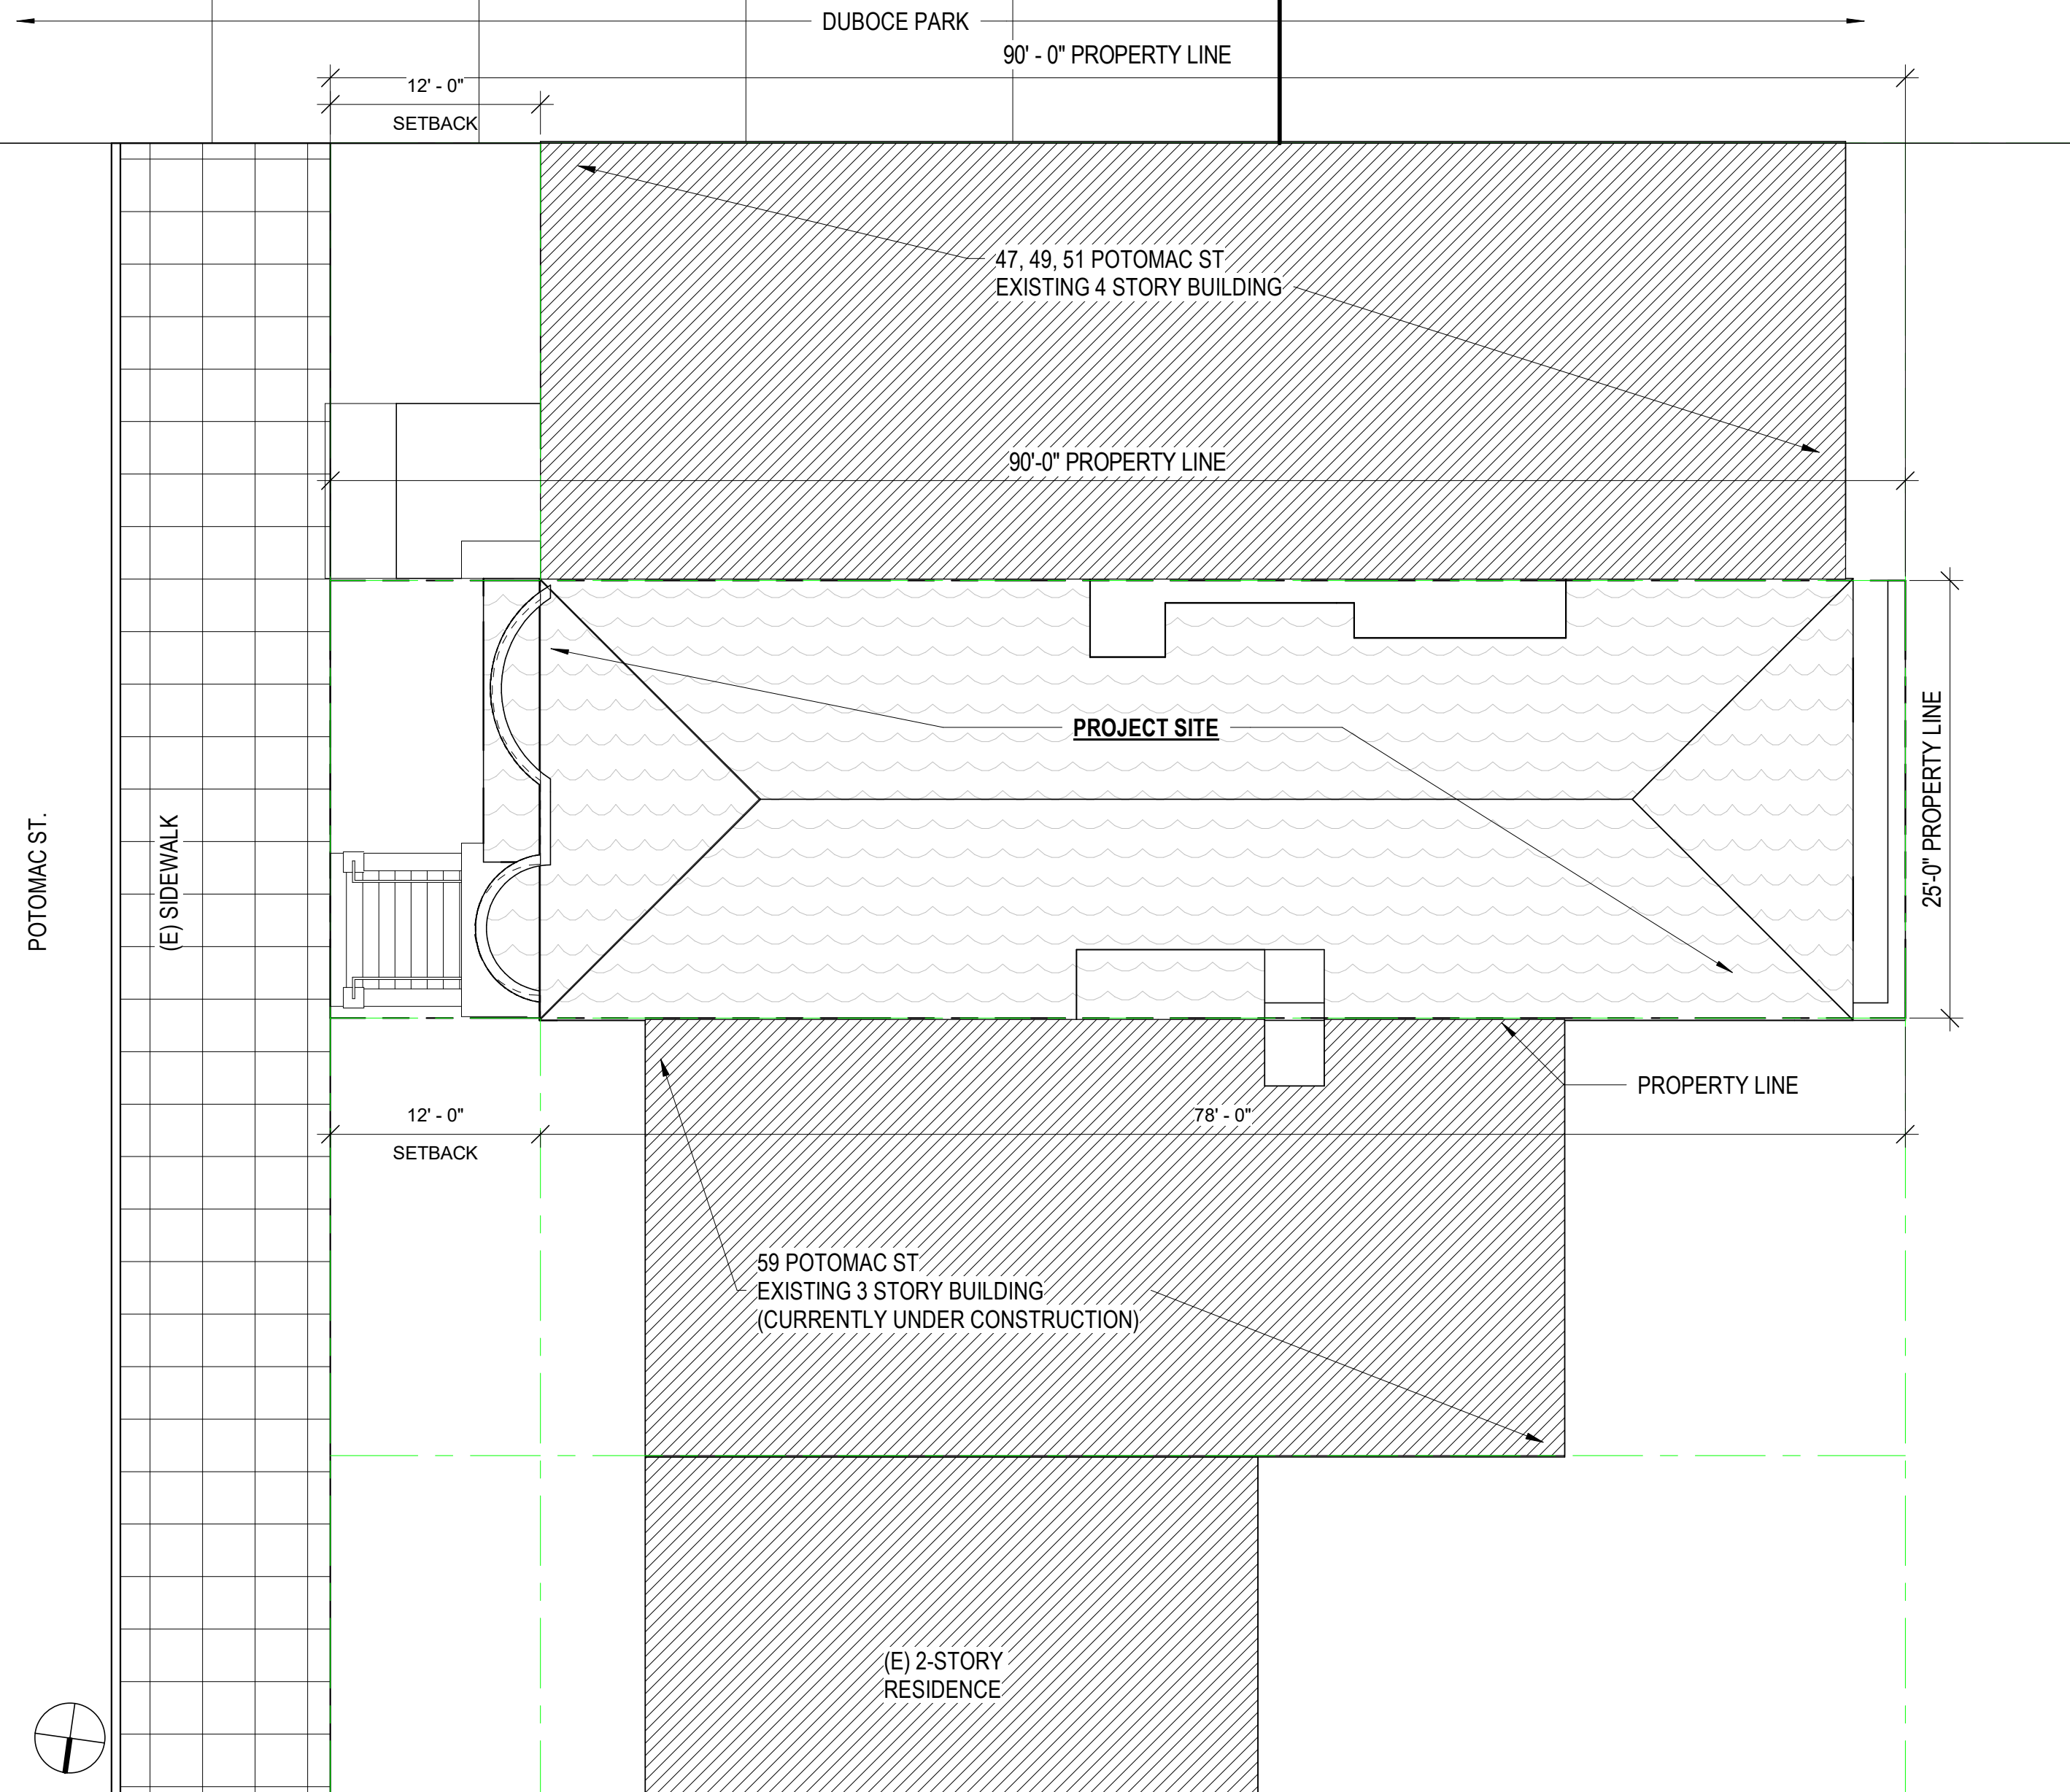 DUBOCE PARK
90' - 0" PROPERTY LINE
12' - 0"
SETBACK
47, 49, 51 POTOMAC ST
EXISTING 4 STORY BUILDING
90'-0" PROPERTY LINE
PROJECT SITE
25'-0" PROPERTY LINE
POTOMAC ST.
(E) SIDEWALK
PROPERTY LINE
12' - 0"
SETBACK
78' - 0"
59 POTOMAC ST
EXISTING 3 STORY BUILDING
(CURRENTLY UNDER CONSTRUCTION)
(E) 2-STORY
RESIDENCE